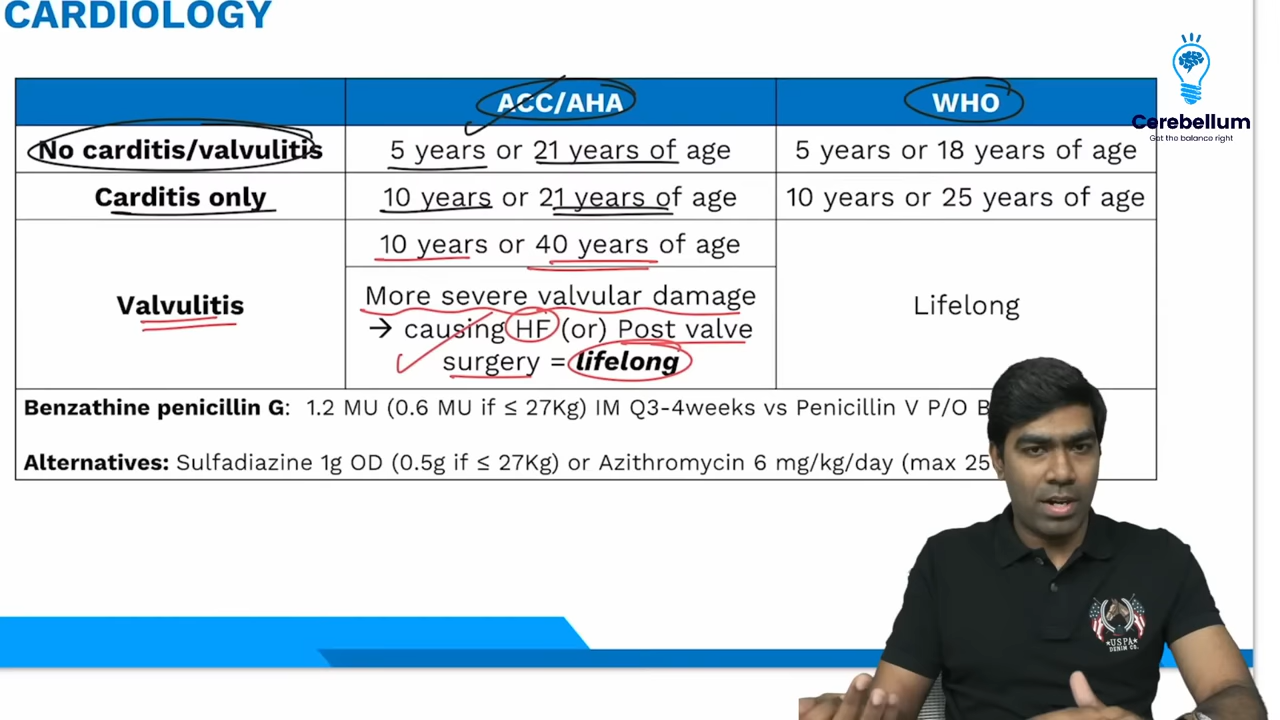 CARDIOLOGY
Cerebellum
Get the balance right
ACC/AHA
WHO
No carditis/valvulitis
5 years or 21 years of age
5 years or 18 years of age
Carditis only
10 years or 21 years of age
10 years or 25 years of age
Valvulitis
10 years or 40 years of age
More severe valvular damage
→ causing HF (or) Post valve
surgery = lifelong
Lifelong
Benzathine penicillin G: 1.2 MU (0.6 MU if ≤ 27Kg) IM Q3-4weeks vs Penicillin V P/O
Alternatives: Sulfadiazine 1g OD (0.5g if ≤ 27Kg) or Azithromycin 6 mg/kg/day (max
USPA
DENIM CO.